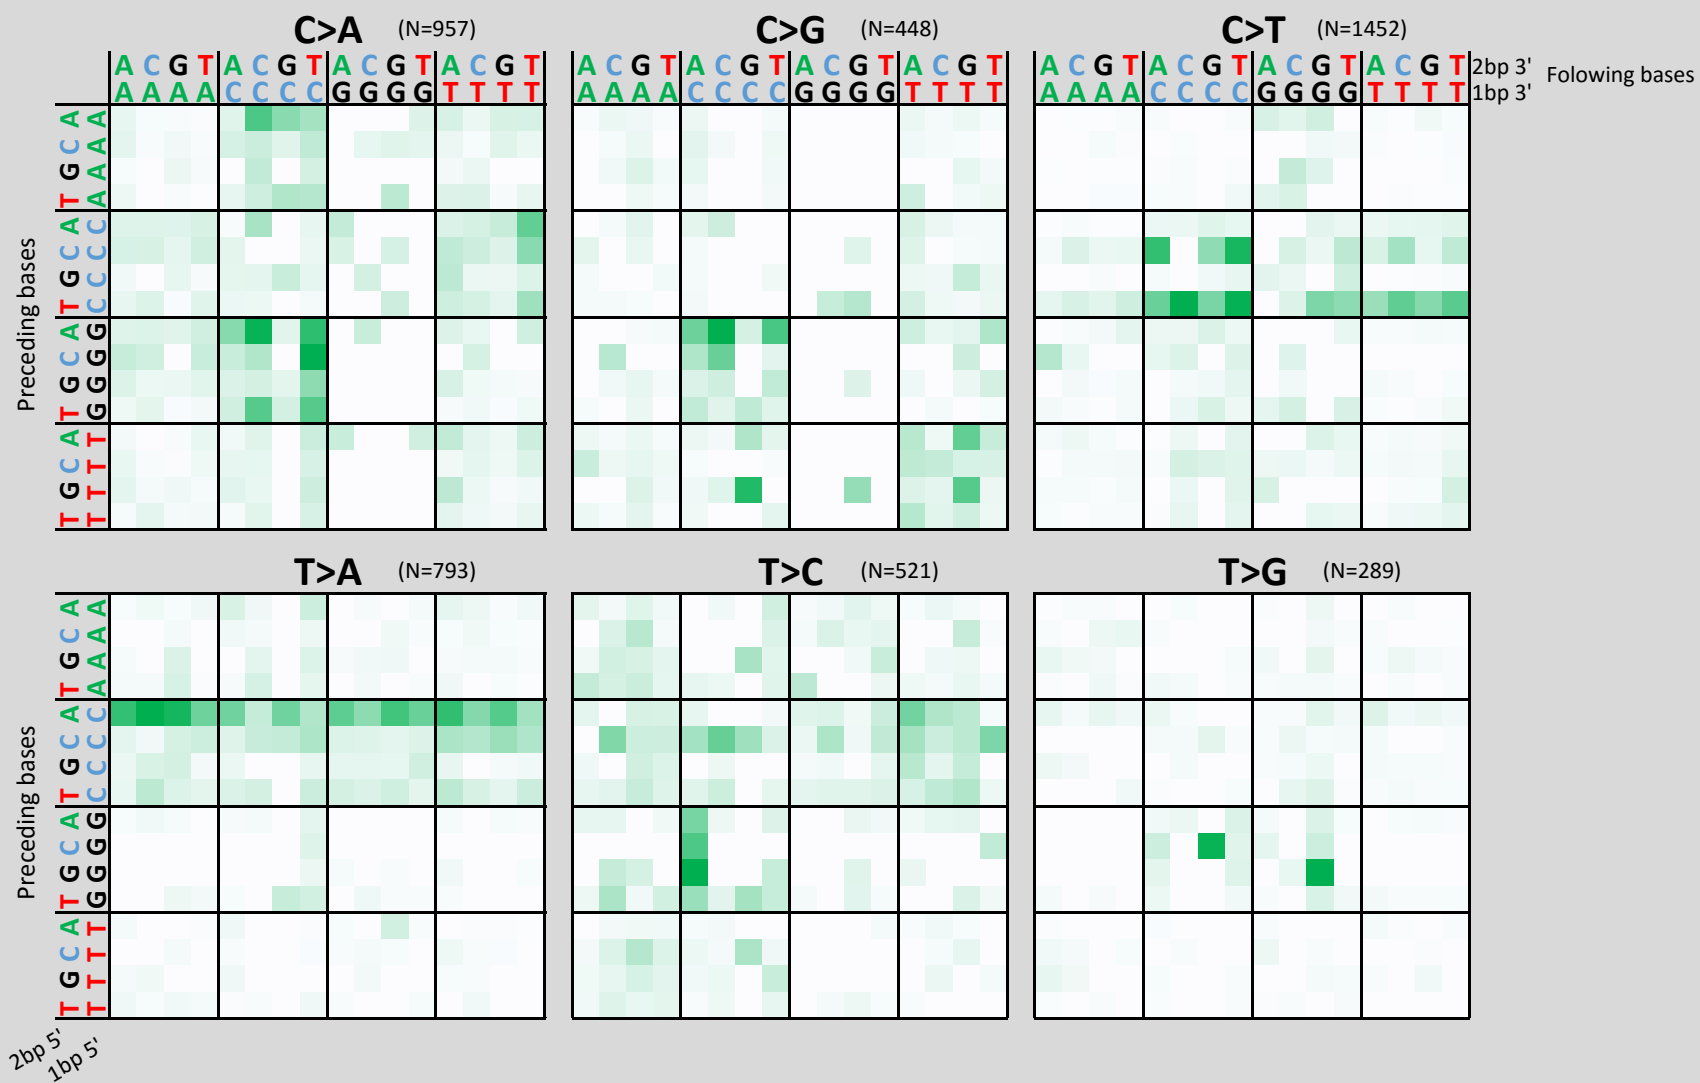 C>A (N=957) C>G (N=448) C>T (N=1452)
A C G T A C G T A C G T A C G T A C G T A C G T A C G T A C G T A C G T A C G T A C G T A C G T 2bp 3'
Folowing bases
A A A A C C C C G G G G T T T T A A A A C C C C G G G G T T T T A A A A C C C C G G G G T T T T 1bp 3'
Preceding bases
A A
C A
G A
T A
A C
C C
G C
T C
A G
C G
G G
T G
A T
C T
G T
T T
T>A (N=793) T>C (N=521) T>G (N=289)
Preceding bases
A A
C A
G A
T A
A C
C C
G C
T C
A G
C G
G G
T G
A T
C T
G T
T T
2bp 5'
1bp 5'